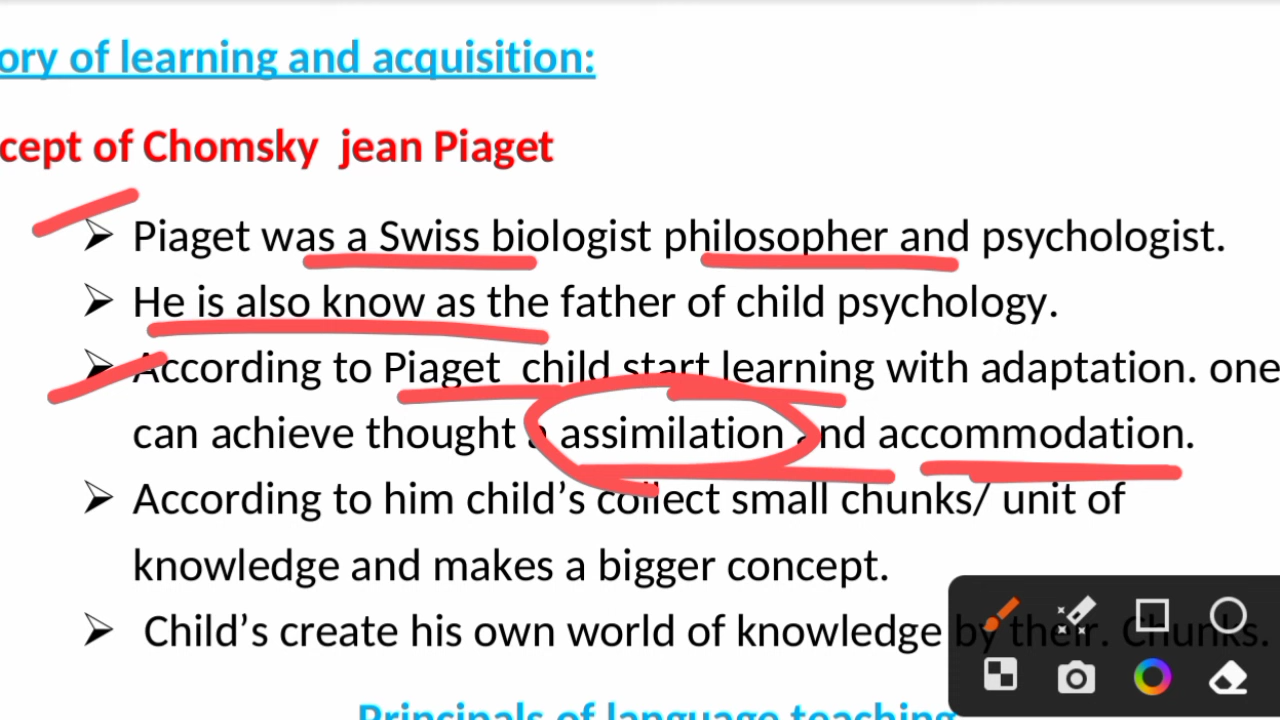 ory of learning and acquisition:
cept of Chomsky jean Piaget
➢ Piaget was a Swiss biologist philosopher and psychologist.
➢ He is also know as the father of child psychology.
➢ According to Piaget child start learning with adaptation. one
can achieve thought assimilation and accommodation.
➢ According to him child’s collect small chunks/ unit of
knowledge and makes a bigger concept.
➢ Child’s create his own world of knowledge by their. Chunks.
Principals of language teaching